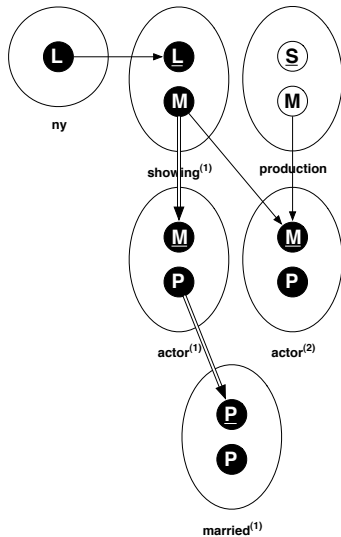 L L S
M M
ny
showing(1) production
M M
P P
actor(1) actor(2)
P
P
married(1)